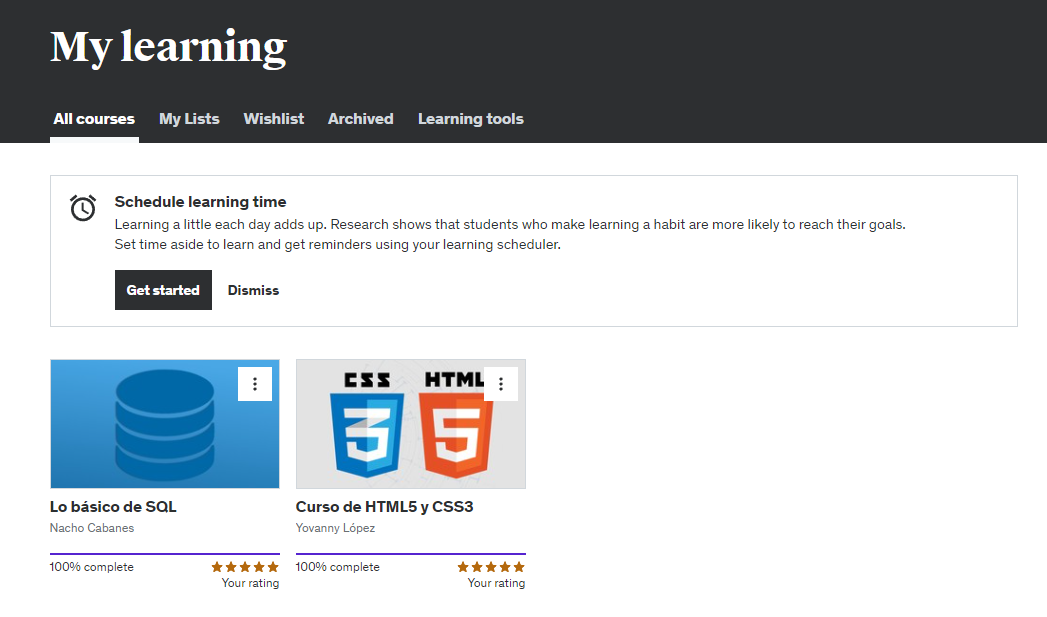 My learning
All courses My Lists Wishlist Archived Learning tools
Schedule learning time
Learning a little each day adds up. Research shows that students who make learning a habit are more likely to reach their goals.
Set time aside to learn and get reminders using your learning scheduler.
Get started Dismiss
CSS
3
HTML
5
Lo básico de SQL
Nacho Cabanes
100% complete
Your rating
Curso de HTML5 y CSS3
Yovanny López
100% complete
Your rating